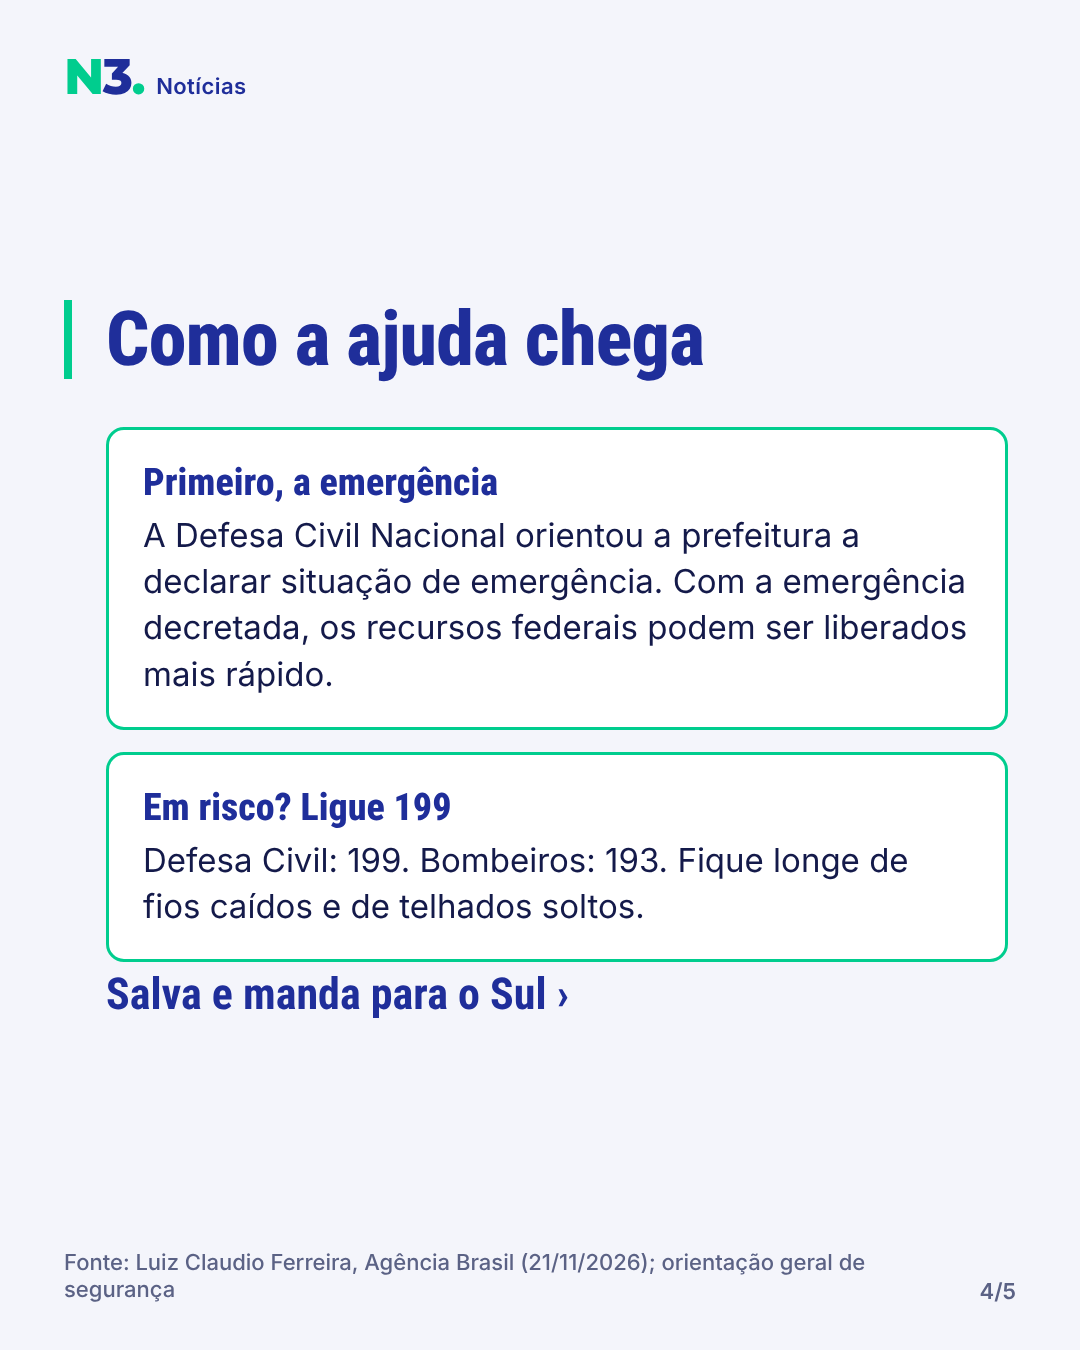 N3. Notícias
Como a ajuda chega
Primeiro, a emergência
A Defesa Civil Nacional orientou a prefeitura a
declarar situação de emergência. Com a emergência
decretada, os recursos federais podem ser liberados
mais rápido.
Em risco? Ligue 199
Defesa Civil: 199. Bombeiros: 193. Fique longe de
fios caídos e de telhados soltos.
Salva e manda para o Sul ›
Fonte: Luiz Claudio Ferreira, Agência Brasil (21/11/2026); orientação geral de
segurança
4/5